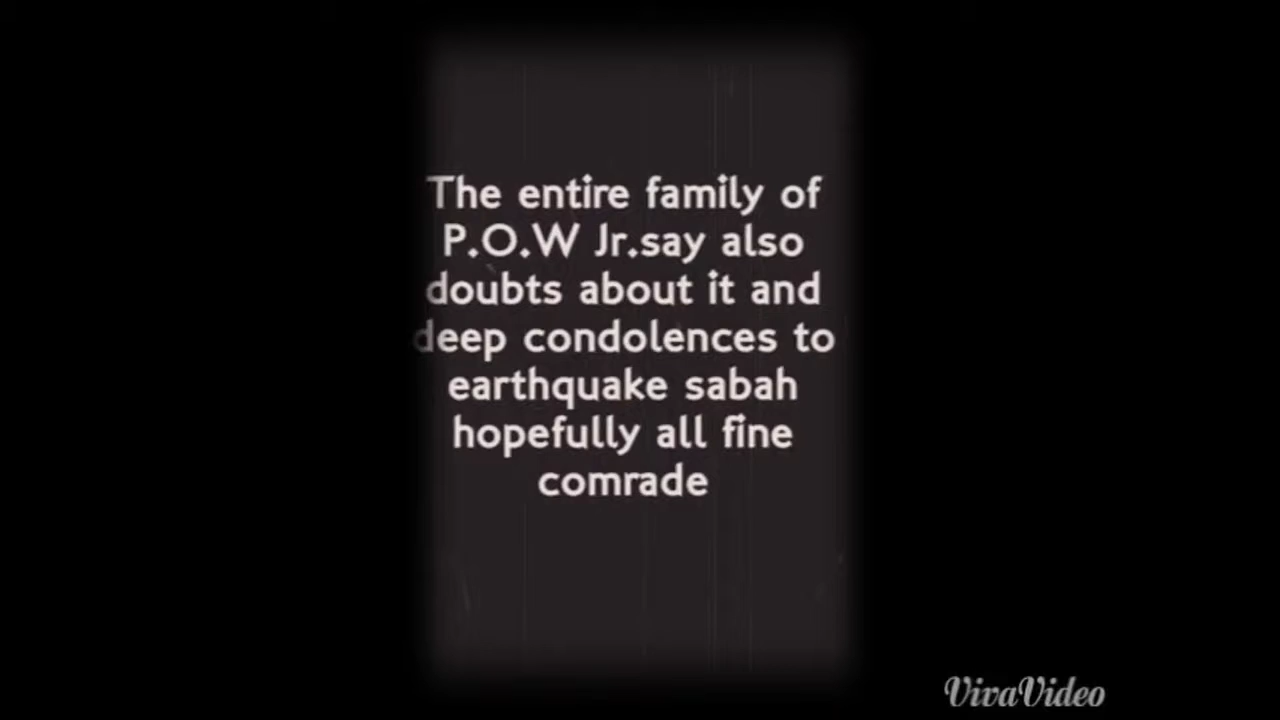 The entire family of
P.O.W Jr.say also
doubts about it and
deep condolences to
earthquake sabah
hopefully all fine
comrade
VivaVideo